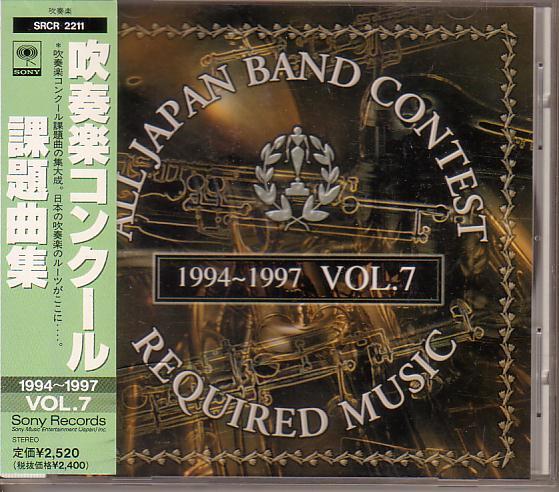 吹奏楽
SRCR 2211
SONY
吹奏楽コンクール
課題曲集
*吹奏楽コンクール課題曲の集大成。日本の吹奏楽のルーツがここに・・・・。
1994~1997
VOL.7
Sony Records
Sony Music Entertainment (Japan) Inc.
STEREO
定価¥2,520
(税抜価格¥2,400)
ALL JAPAN BAND CONTEST
1994~1997 VOL.7
REQUIRED MUSIC